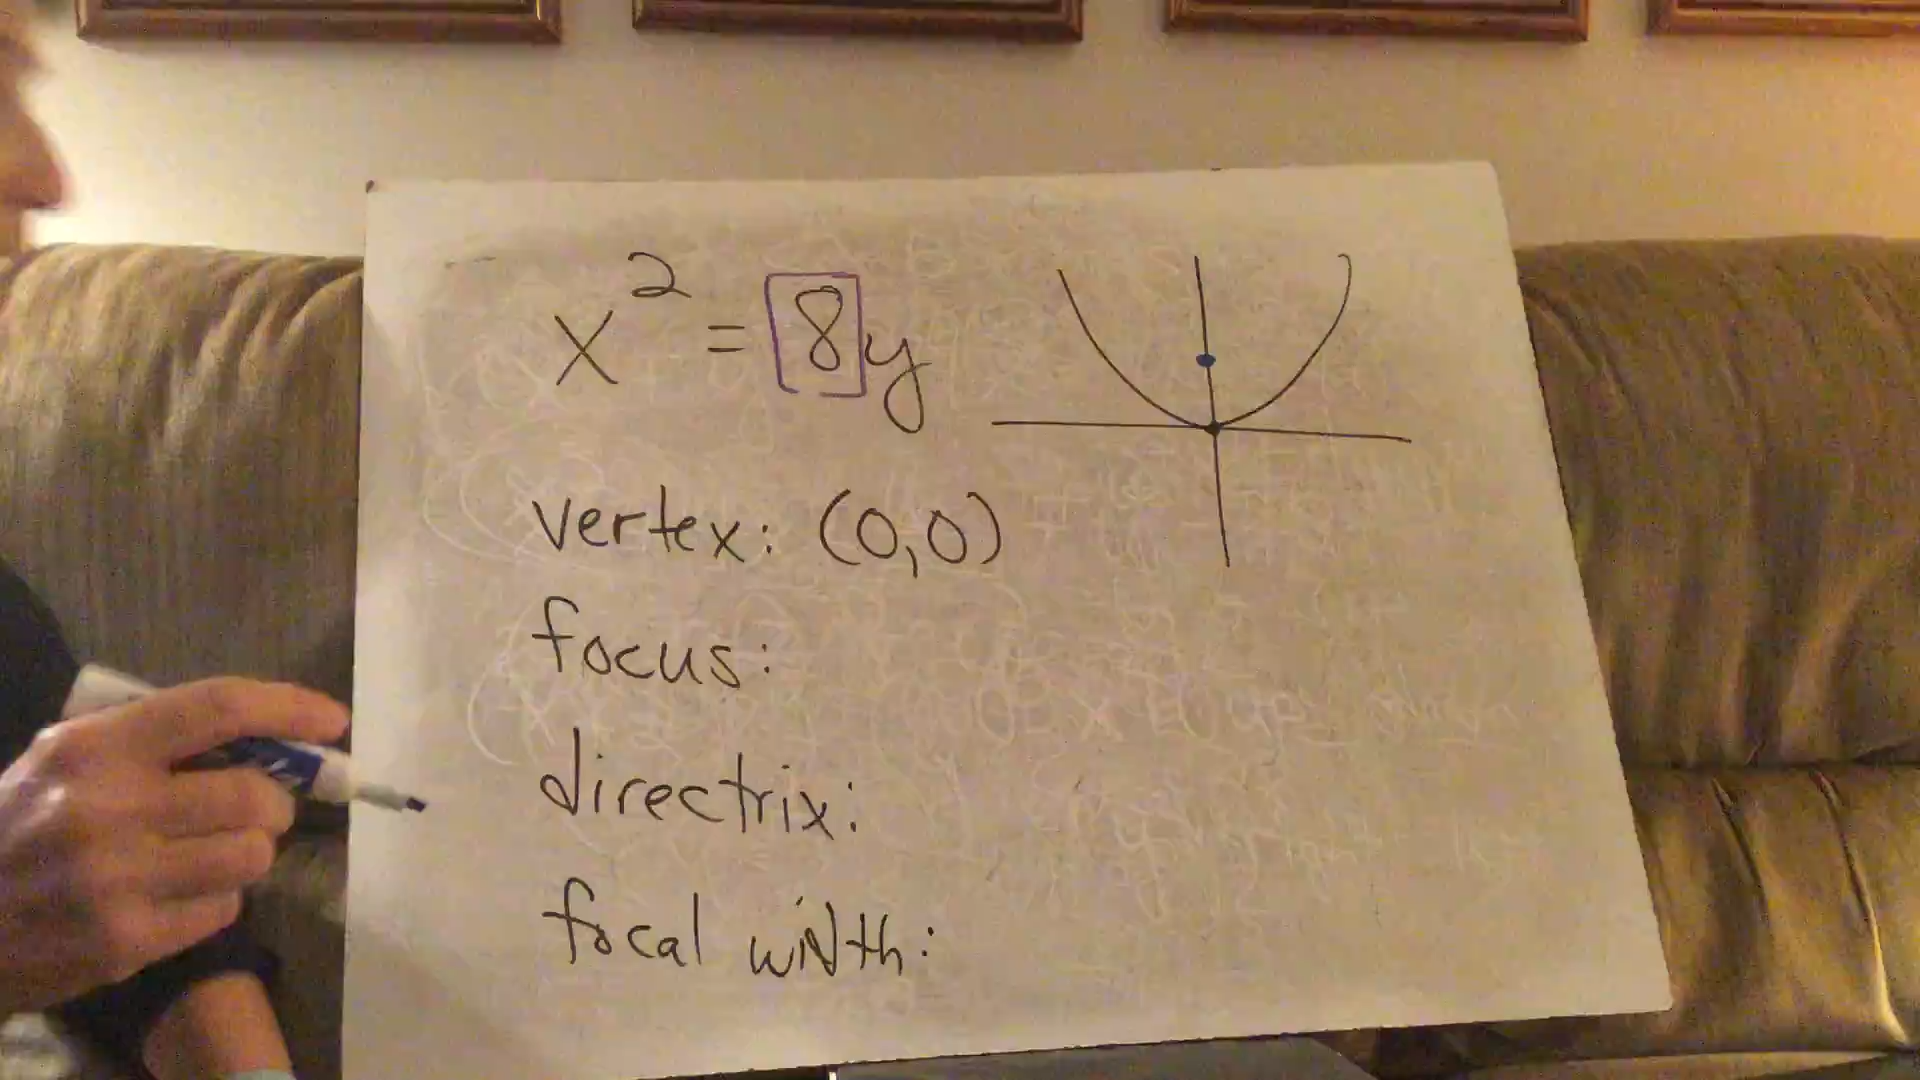 x² = 8y
vertex: (0,0)
focus:
directrix:
focal width: